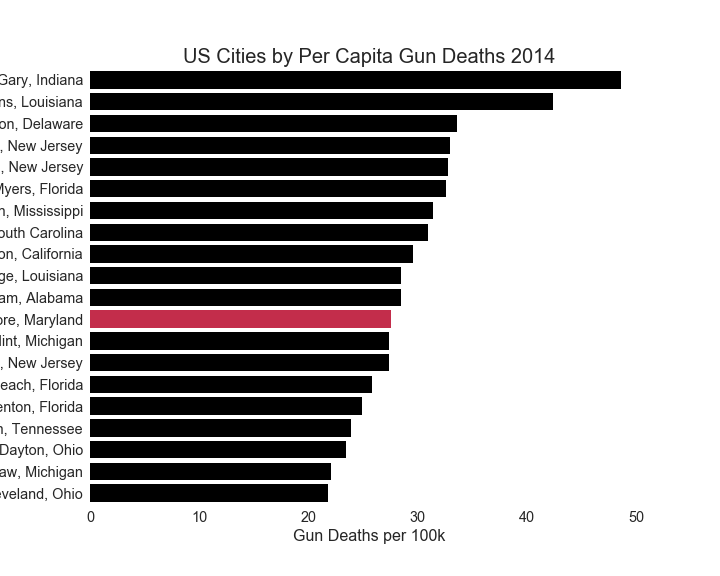 US Cities by Per Capita Gun Deaths 2014
Gary, Indiana
ns, Louisiana
on, Delaware
, New Jersey
, New Jersey
Myers, Florida
n, Mississippi
outh Carolina
on, California
ge, Louisiana
am, Alabama
ore, Maryland
lint, Michigan
, New Jersey
each, Florida
enton, Florida
n, Tennessee
Dayton, Ohio
aw, Michigan
eveland, Ohio
0 10 20 30 40 50
Gun Deaths per 100k